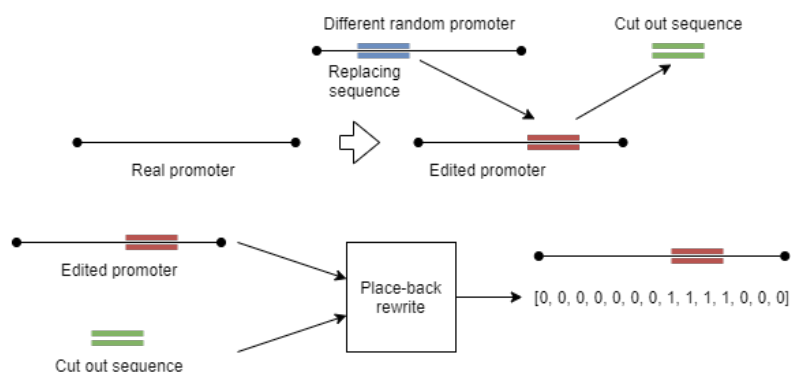 Different random promoter
Cut out sequence
Replacing
sequence
Real promoter
Edited promoter
Edited promoter
Place-back
rewrite
[0, 0, 0, 0, 0, 0, 0, 1, 1, 1, 1, 0, 0, 0]
Cut out sequence